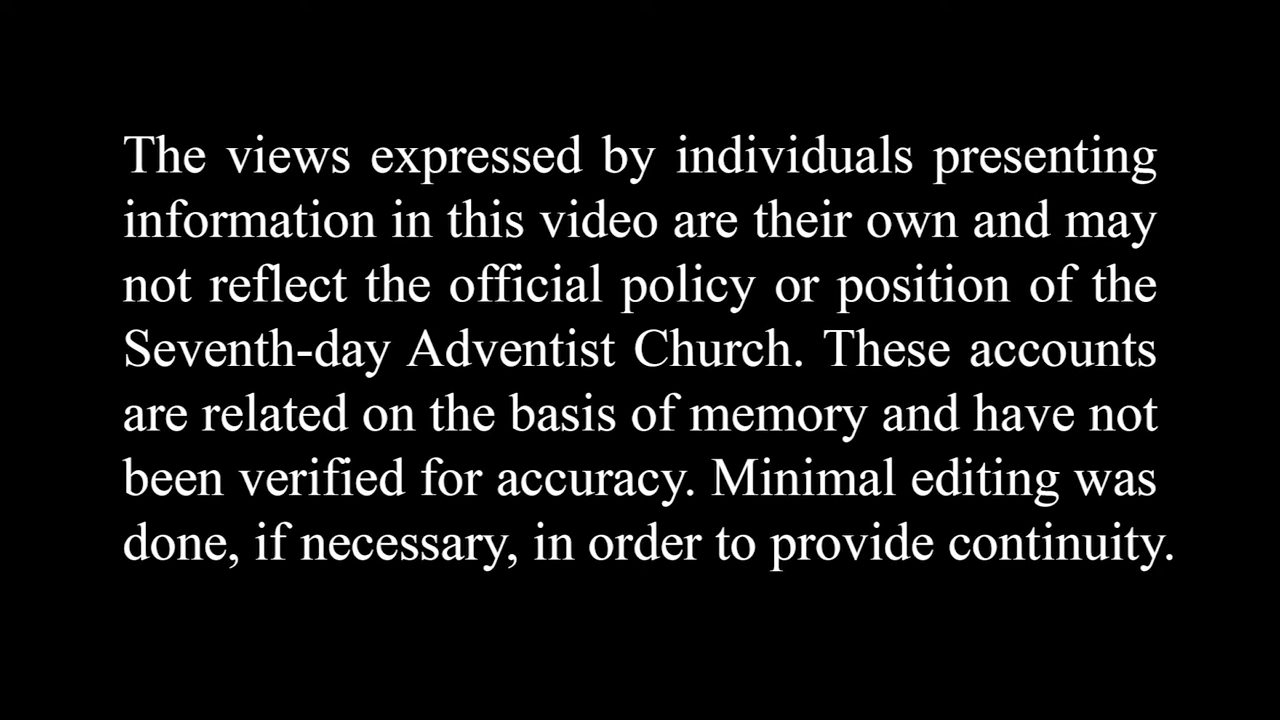 The views expressed by individuals presenting
information in this video are their own and may
not reflect the official policy or position of the
Seventh-day Adventist Church. These accounts
are related on the basis of memory and have not
been verified for accuracy. Minimal editing was
done, if necessary, in order to provide continuity.